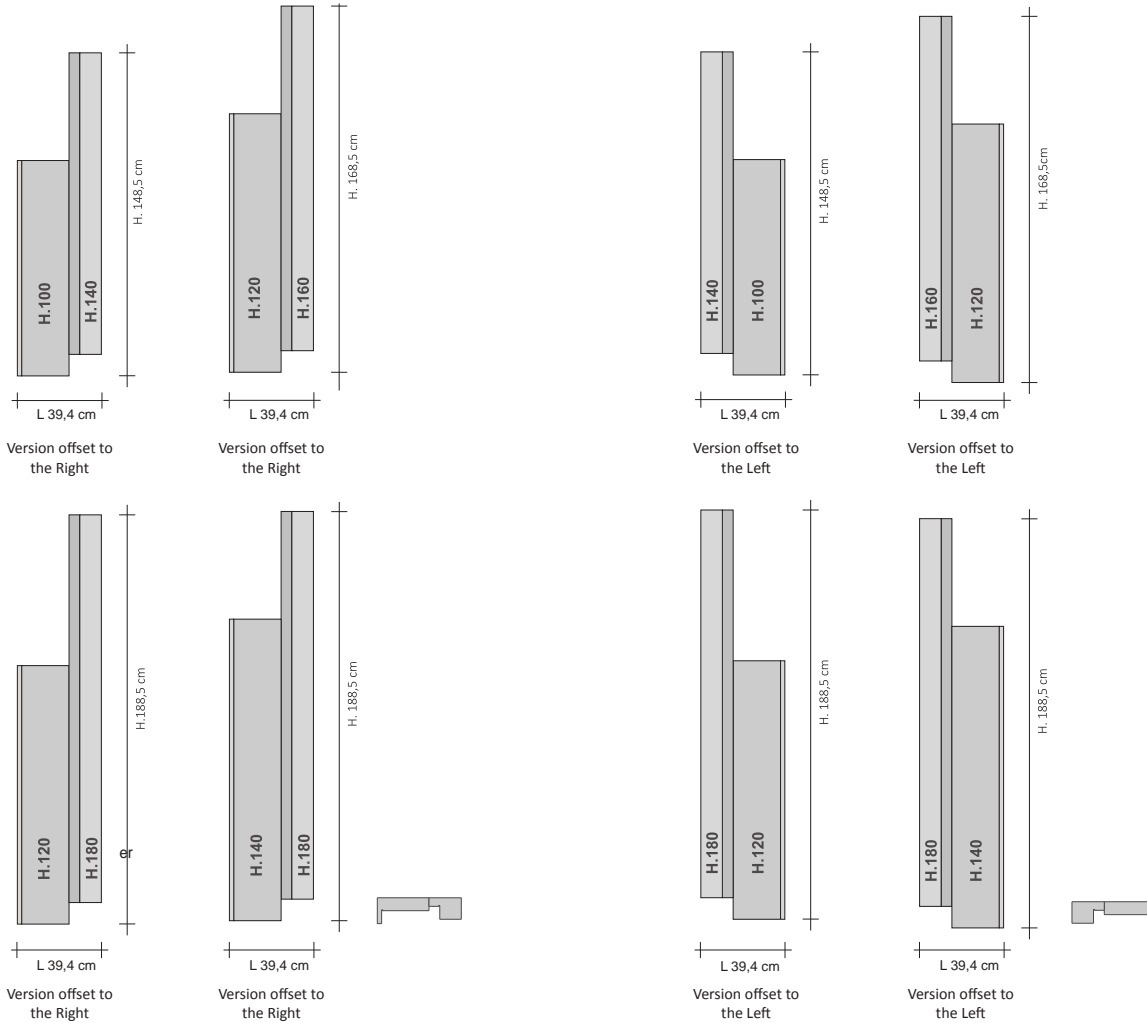 H.100
H.140
H. 148,5 cm
L 39,4 cm
Version offset to
the Right
H.120
H.160
H. 168,5 cm
L 39,4 cm
Version offset to
the Right
H.140
H.100
H. 148,5 cm
L 39,4 cm
Version offset to
the Left
H.160
H.120
H. 168,5cm
L 39,4 cm
Version offset to
the Left
H.120
H.180
er
H.188,5 cm
L 39,4 cm
Version offset to
the Right
H.140
H.180
H. 188,5 cm
L 39,4 cm
Version offset to
the Right
H.180
H.120
H. 188,5 cm
L 39,4 cm
Version offset to
the Left
H.180
H.140
H. 188,5 cm
L 39,4 cm
Version offset to
the Left